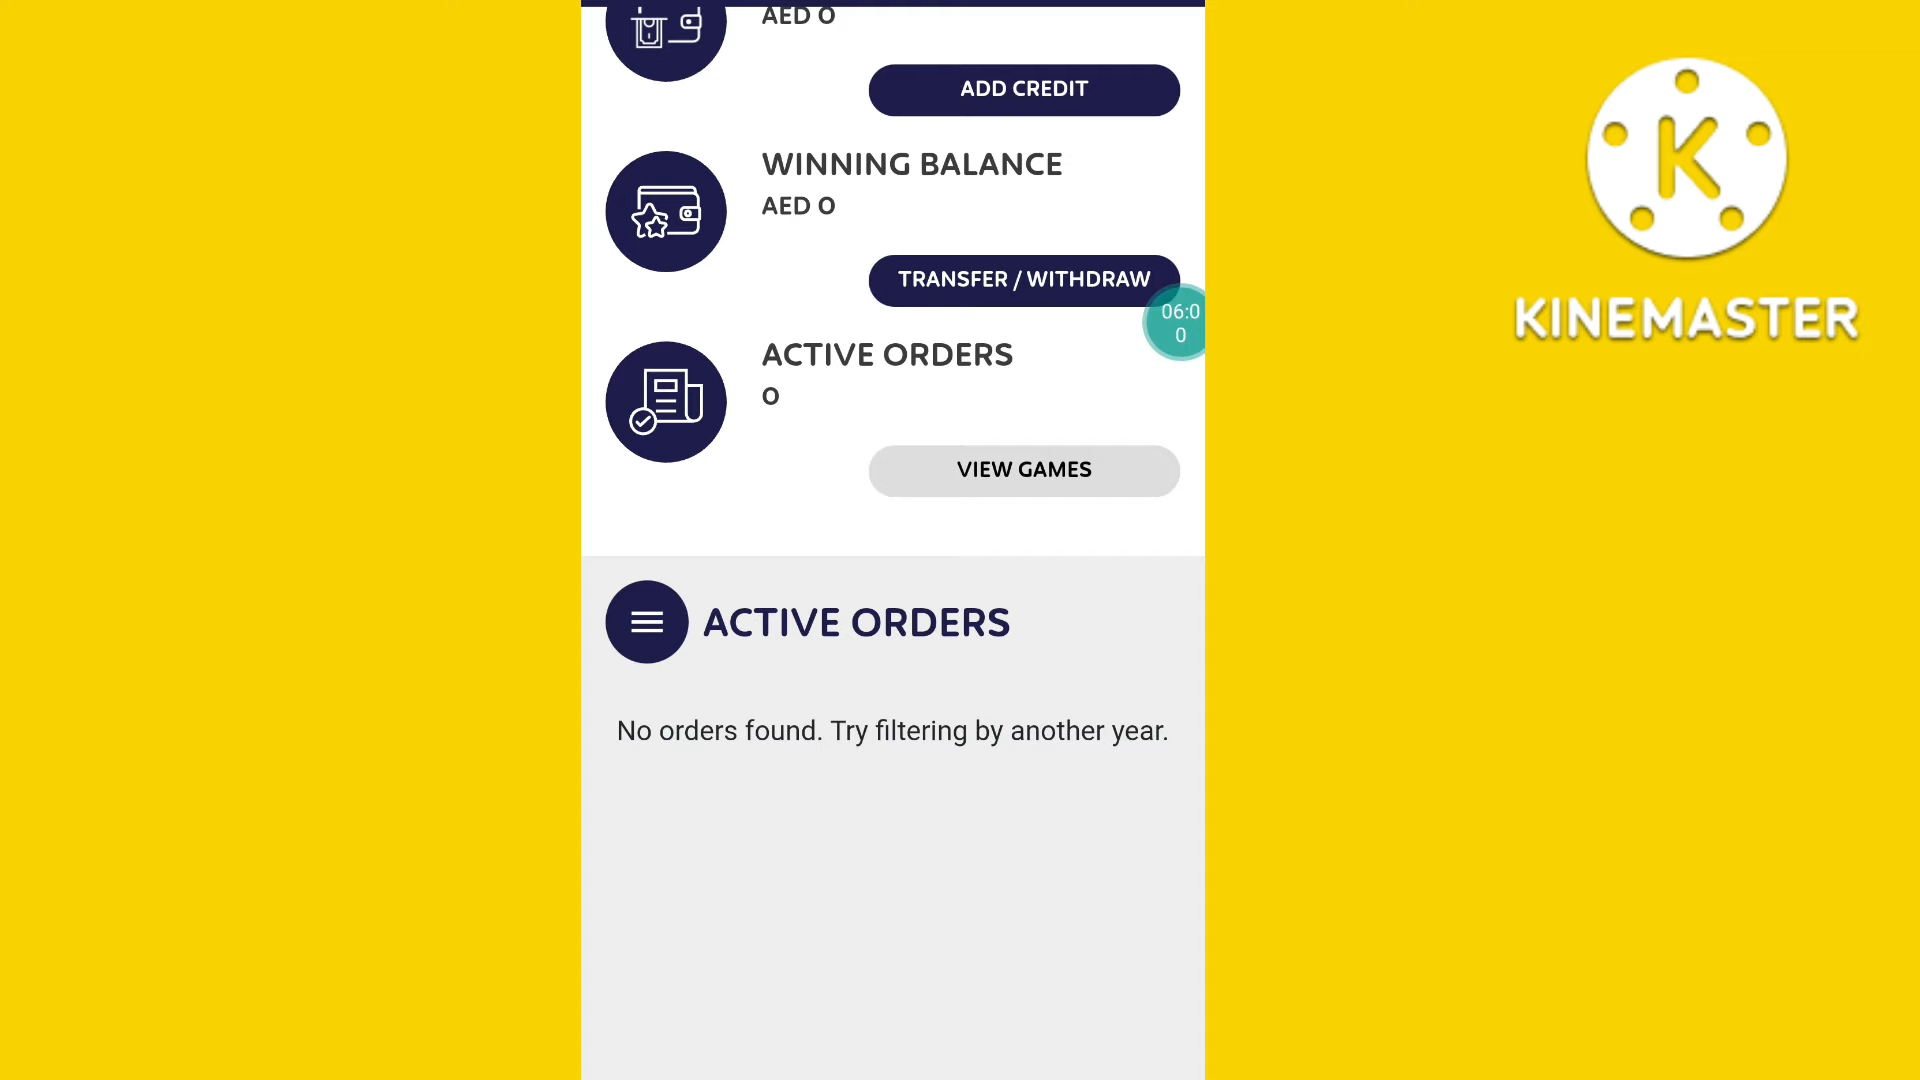 AED 0
ADD CREDIT
WINNING BALANCE
AED 0
TRANSFER / WITHDRAW
06:0
0
ACTIVE ORDERS
0
VIEW GAMES
ACTIVE ORDERS
No orders found. Try filtering by another year.
K
KINEMASTER